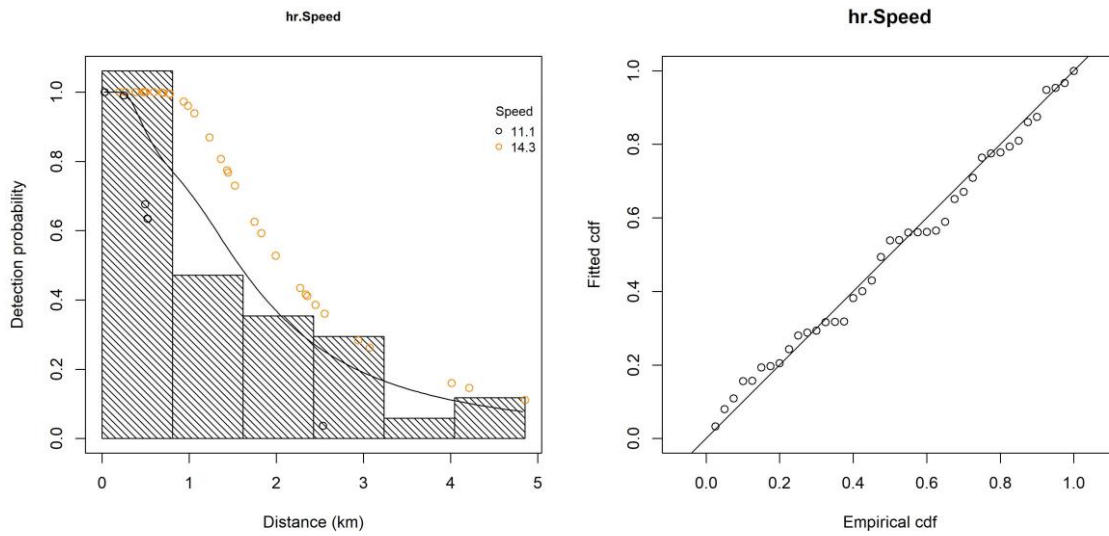 hr.Speed
Detection probability
1.0
0.8
0.6
0.4
0.2
0.0
Speed
11.1
14.3
0 1 2 3 4 5
Distance (km)
hr.Speed
Fitted cdf
1.0
0.8
0.6
0.4
0.2
0.0
0.0 0.2 0.4 0.6 0.8 1.0
Empirical cdf